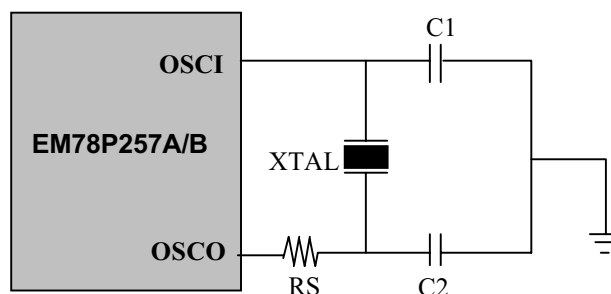 C1
OSCI
EM78P257A/B
XTAL
OSCO
RS
C2